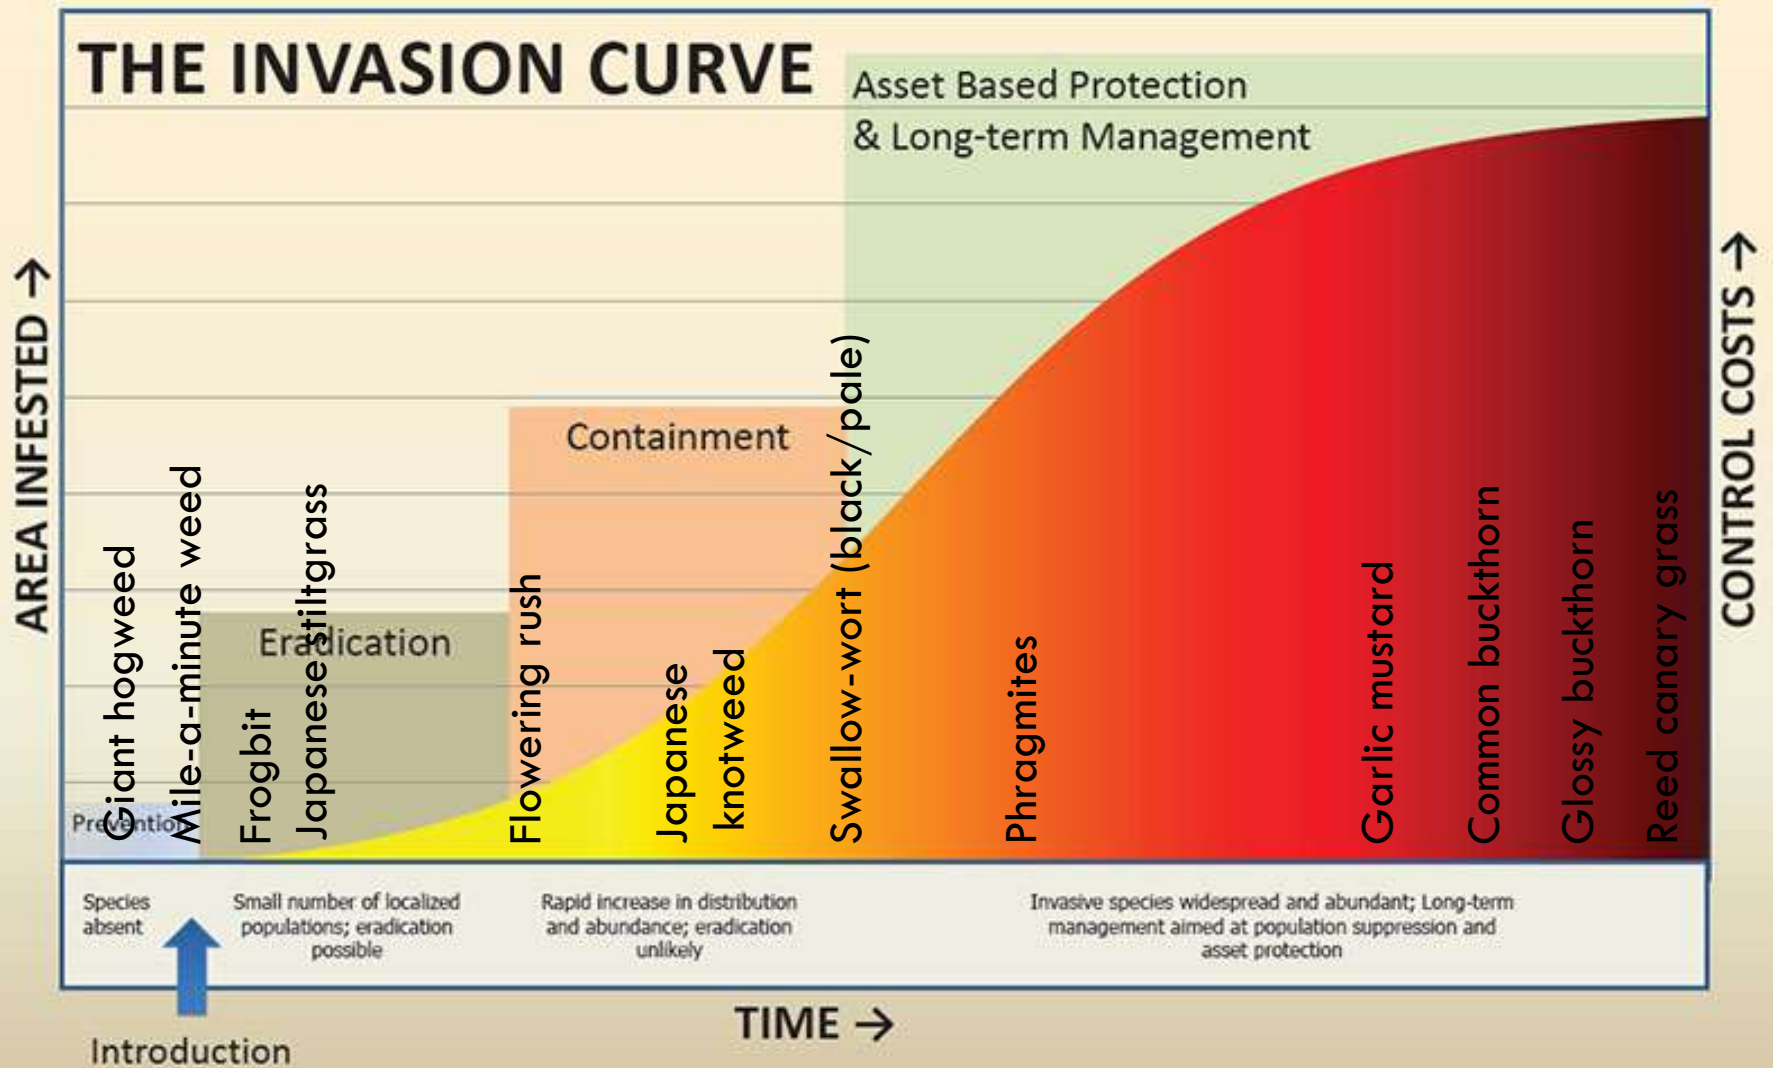 THE INVASION CURVE
Asset Based Protection
& Long-term Management
Containment
Eradication
Prevention
AREA INFESTED →
CONTROL COSTS →
Giant hogweed
Mile-a-minute weed
Frogbit
Japanese stiltgrass
Flowering rush
Japanese
knotweed
Swallow-wort (black/pale)
Phragmites
Garlic mustard
Common buckthorn
Glossy buckthorn
Reed canary grass
Species
absent
Small number of localized
populations; eradication
possible
Rapid increase in distribution
and abundance; eradication
unlikely
Invasive species widespread and abundant; Long-term
management aimed at population suppression and
asset protection
TIME →
Introduction